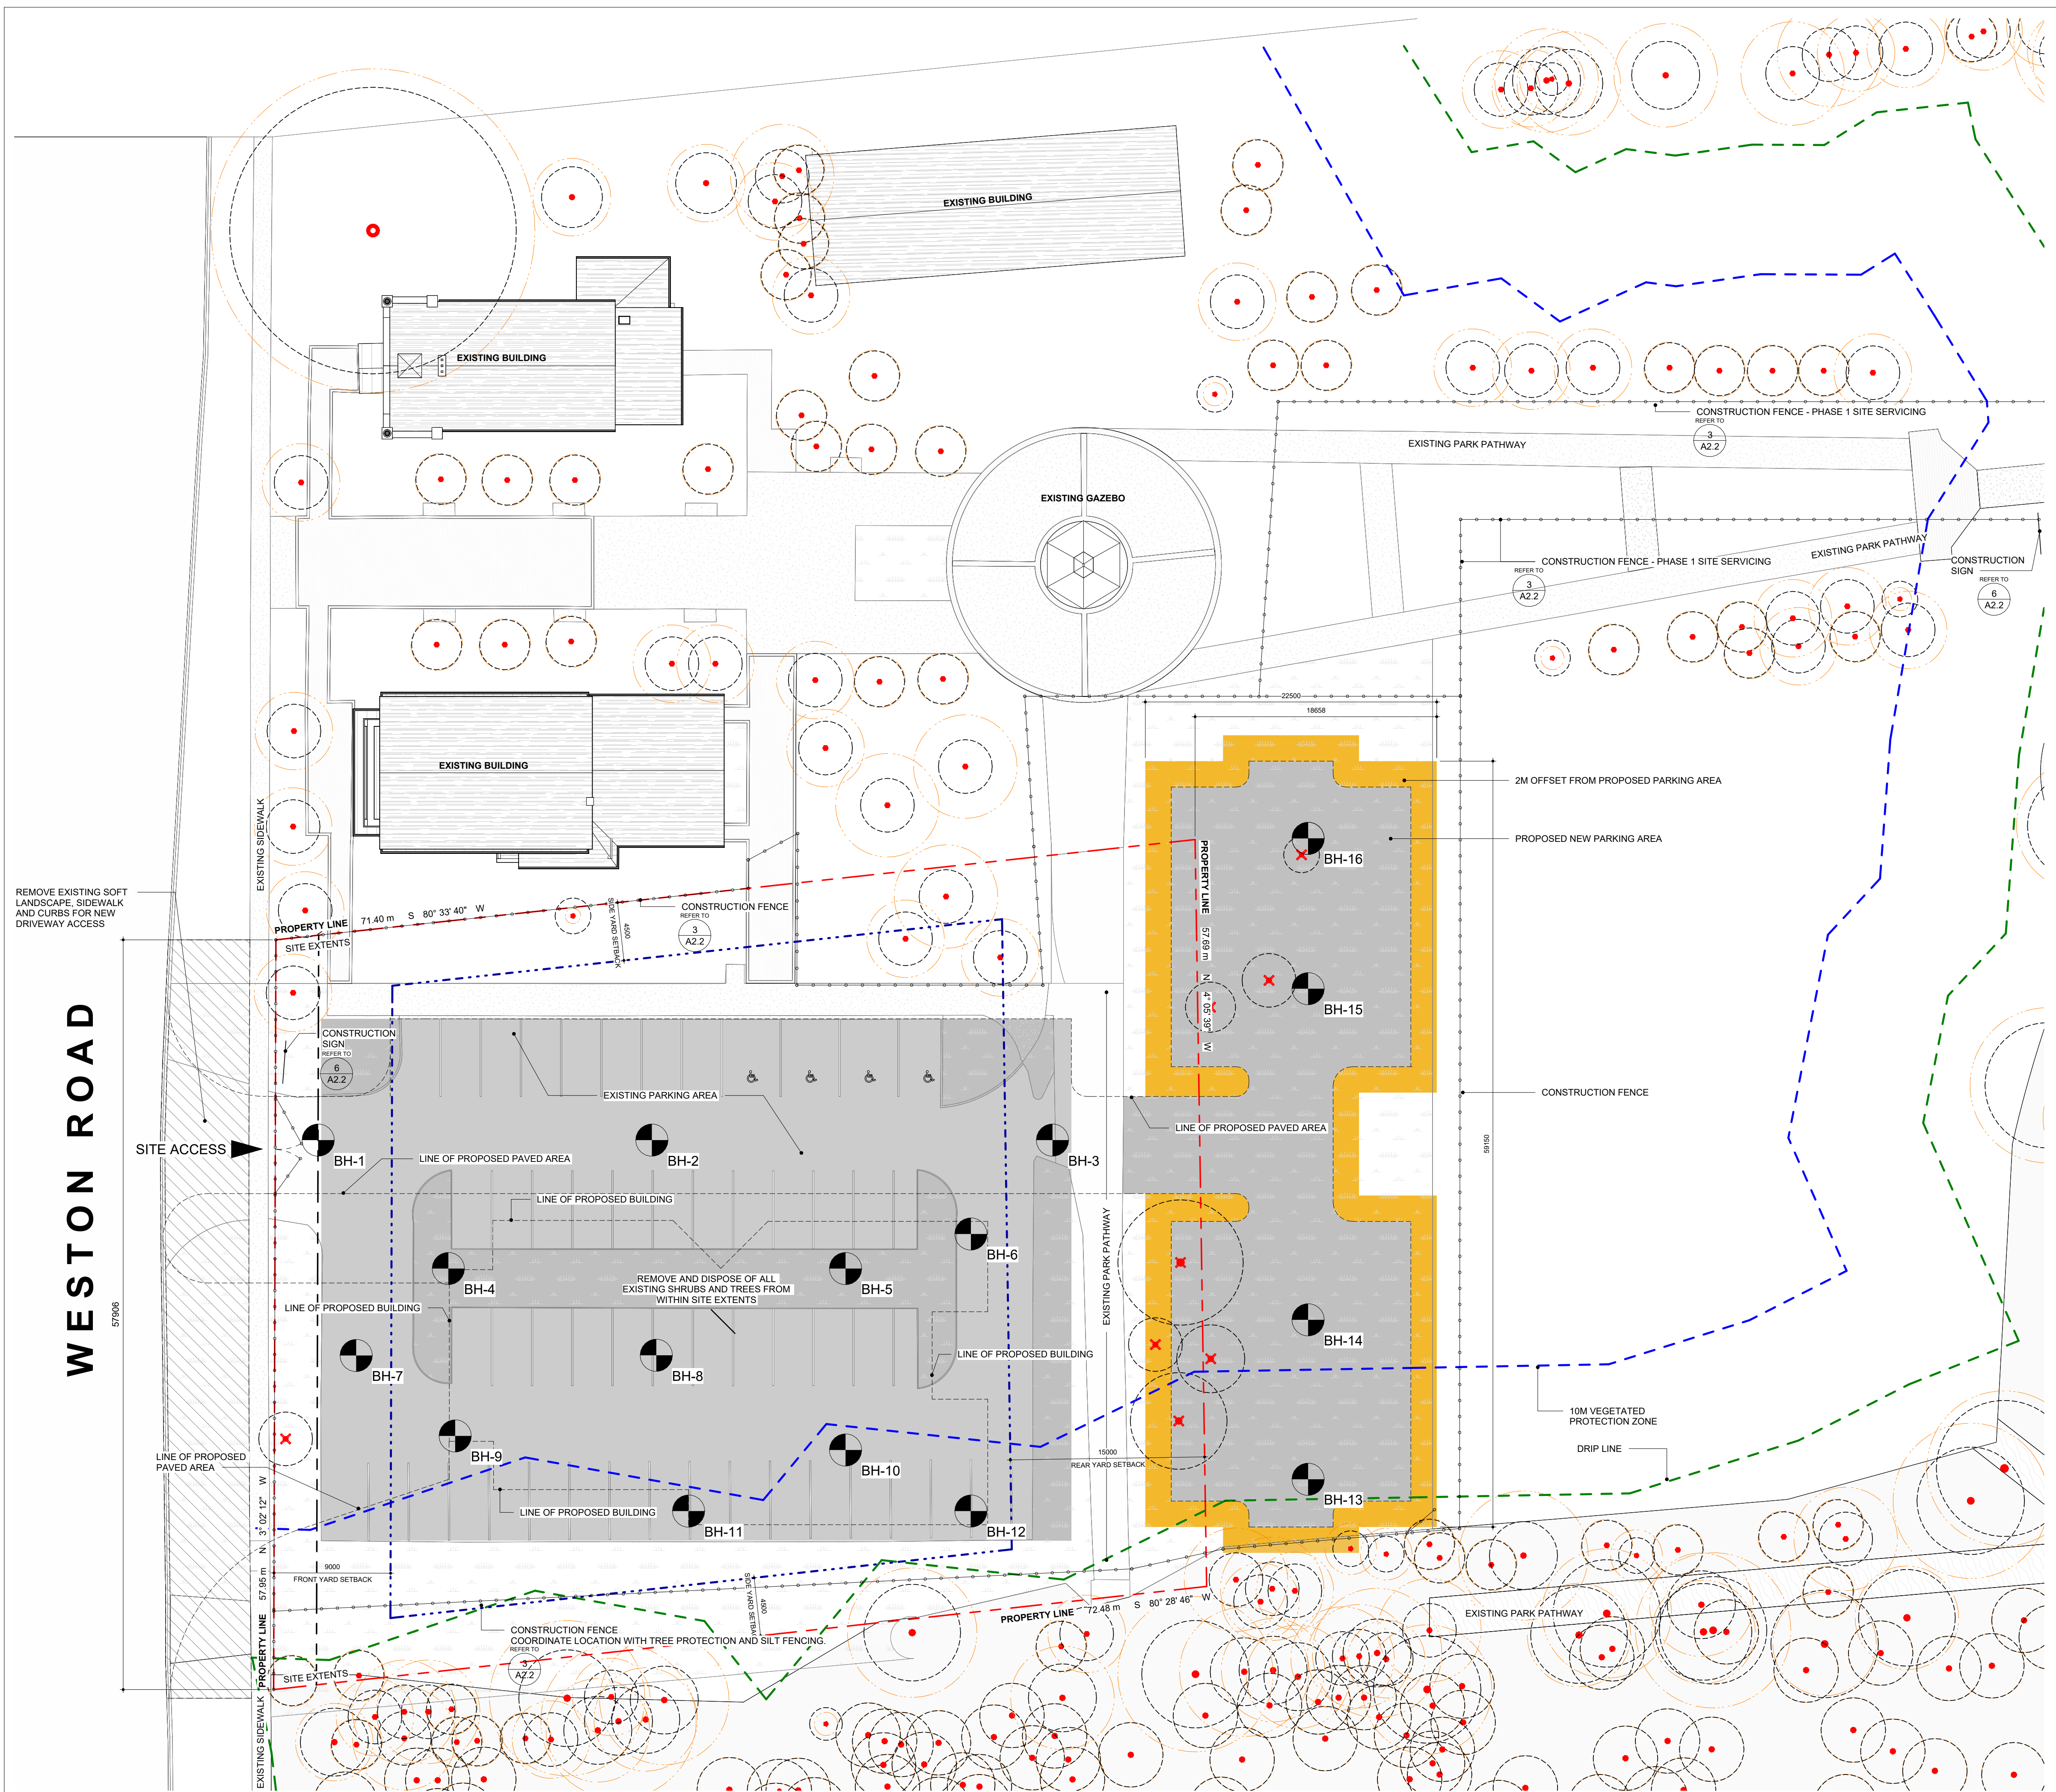 EXISTING BUILDING
EXISTING BUILDING
CONSTRUCTION FENCE - PHASE 1 SITE SERVICING
REFER TO
3
A2.2
EXISTING PARK PATHWAY
EXISTING GAZEBO
EXISTING PARK PATHWAY
CONSTRUCTION FENCE - PHASE 1 SITE SERVICING
REFER TO
3
A2.2
CONSTRUCTION
SIGN
REFER TO
6
A2.2
22500
18658
EXISTING BUILDING
2M OFFSET FROM PROPOSED PARKING AREA
PROPOSED NEW PARKING AREA
EXISTING SIDEWALK
BH-16
REMOVE EXISTING SOFT
LANDSCAPE, SIDEWALK
AND CURBS FOR NEW
DRIVEWAY ACCESS
PROPERTY LINE 71.40 m S 80° 33' 40" W
SITE EXTENTS
CONSTRUCTION FENCE
REFER TO
3
A2.2
SIDE YARD SETBACK
4500
PROPERTY LINE 57.69 m N 4° 05' 39" W
BH-15
CONSTRUCTION
SIGN
REFER TO
6
A2.2
EXISTING PARKING AREA
CONSTRUCTION FENCE
LINE OF PROPOSED PAVED AREA
WESTON ROAD
57906
SITE ACCESS
BH-1
BH-2
BH-3
LINE OF PROPOSED PAVED AREA
59150
LINE OF PROPOSED BUILDING
BH-6
EXISTING PARK PATHWAY
BH-4
REMOVE AND DISPOSE OF ALL
EXISTING SHRUBS AND TREES FROM
WITHIN SITE EXTENTS
BH-5
LINE OF PROPOSED BUILDING
BH-14
LINE OF PROPOSED BUILDING
BH-7
BH-8
10M VEGETATED
PROTECTION ZONE
DRIP LINE
LINE OF PROPOSED
PAVED AREA
BH-9
BH-10
15000
REAR YARD SETBACK
BH-13
LINE OF PROPOSED BUILDING
BH-11
BH-12
9000
FRONT YARD SETBACK
SIDE YARD SETBACK
4500
PROPERTY LINE 57.95 m N 3° 02' 12" W
PROPERTY LINE 72.48 m S 80° 28' 46" W
EXISTING PARK PATHWAY
CONSTRUCTION FENCE
COORDINATE LOCATION WITH TREE PROTECTION AND SILT FENCING.
REFER TO
3
A2.2
SITE EXTENTS
EXISTING SIDEWALK